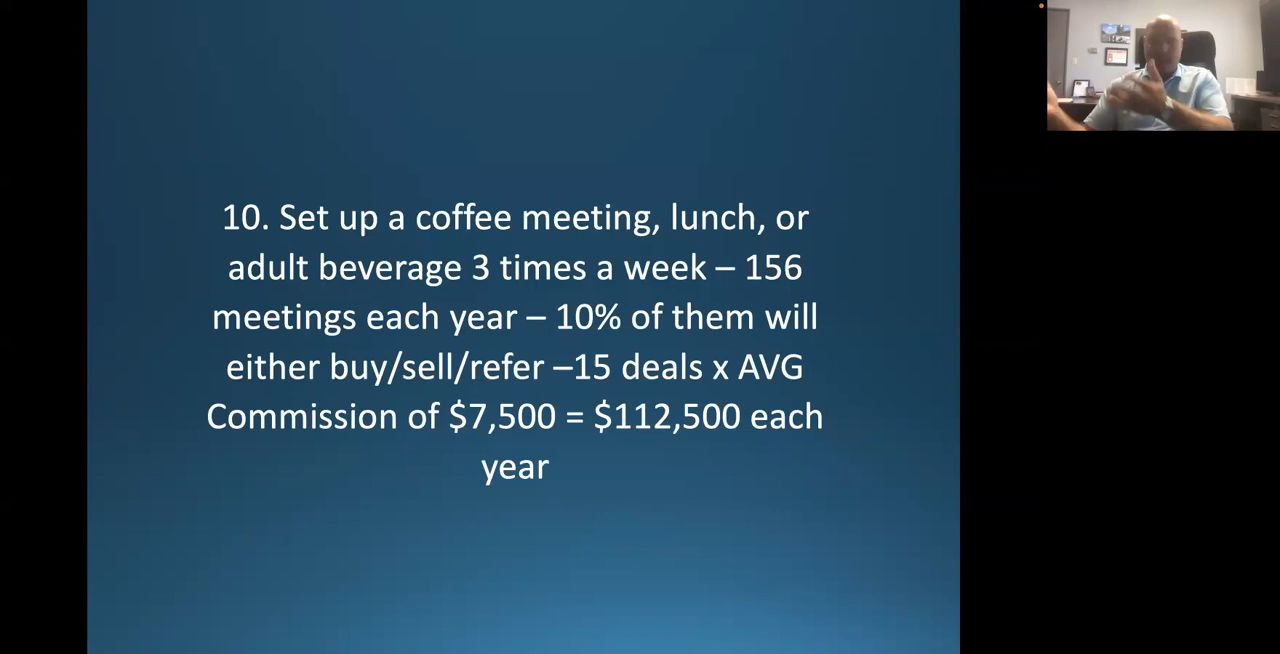 10. Set up a coffee meeting, lunch, or
adult beverage 3 times a week – 156
meetings each year – 10% of them will
either buy/sell/refer –15 deals x AVG
Commission of $7,500 = $112,500 each
year